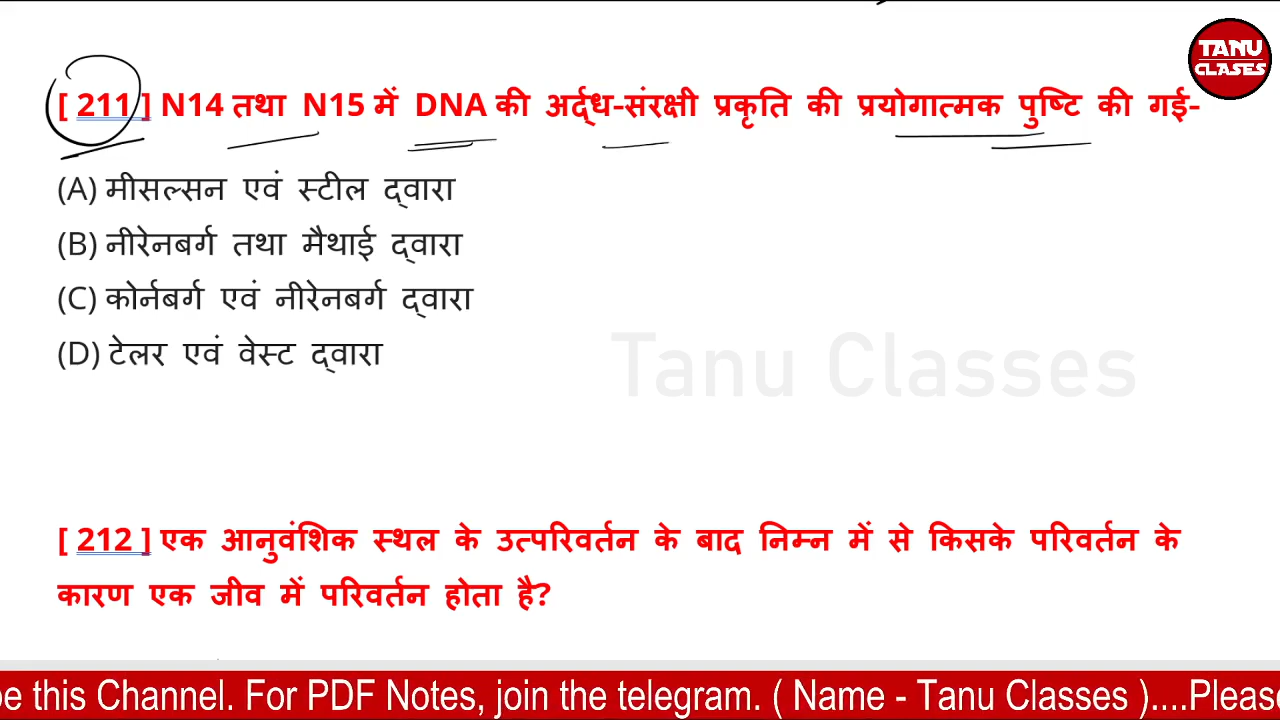 TANU
CLASES
[ 211 ] N14 तथा N15 में DNA की अर्द्ध-संरक्षी प्रकृति की प्रयोगात्मक पुष्टि की गई-
(A) मीसल्सन एवं स्टील द्वारा
(B) नीरेनबर्ग तथा मैथाई द्वारा
(C) कोर्नबर्ग एवं नीरेनबर्ग द्वारा
(D) टेलर एवं वेस्ट द्वारा
Tanu Classes
[ 212 ] एक आनुवंशिक स्थल के उत्परिवर्तन के बाद निम्न में से किसके परिवर्तन के
कारण एक जीव में परिवर्तन होता है?
be this Channel. For PDF Notes, join the telegram. ( Name - Tanu Classes )....Please